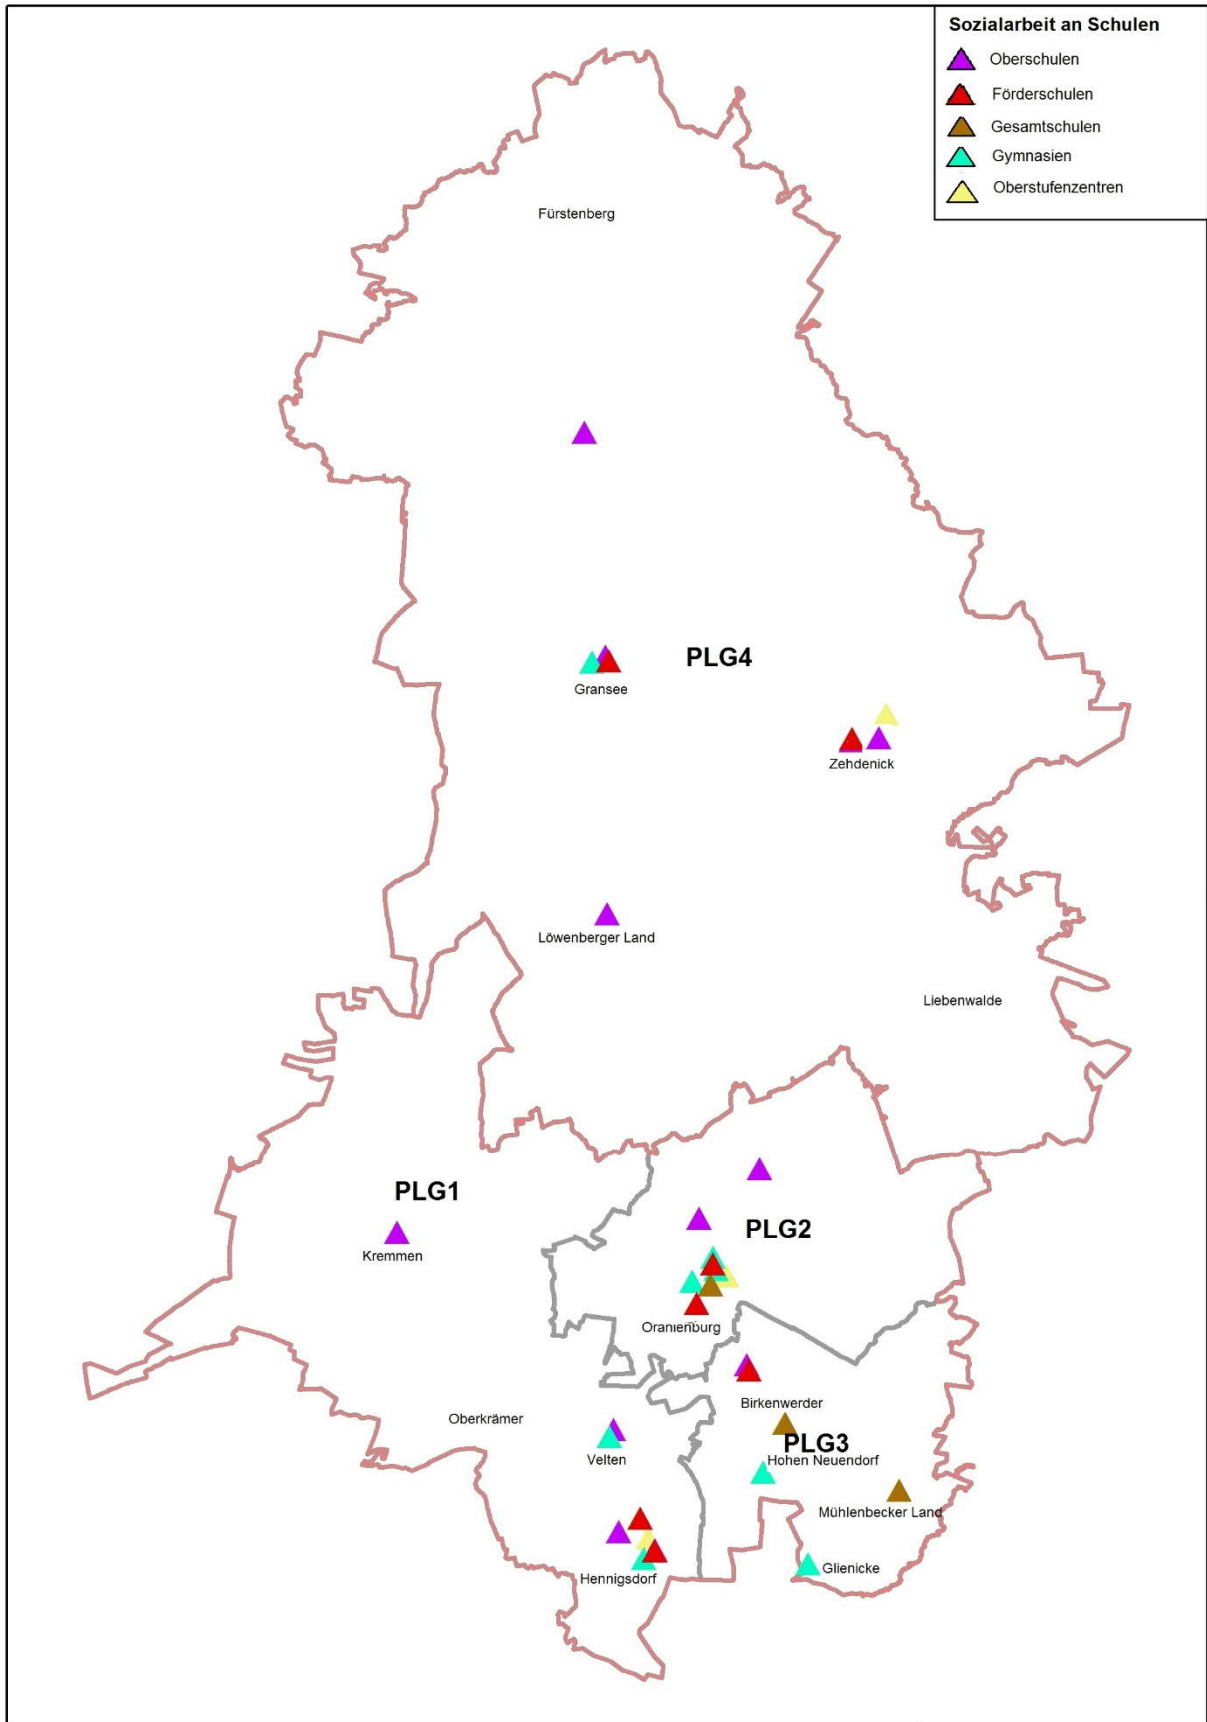 Sozialarbeit an Schulen
Oberschulen
Förderschulen
Gesamtschulen
Gymnasien
Oberstufenzentren
Fürstenberg
PLG4
Gransee
Zehdenick
Löwenberger Land
Liebenwalde
PLG1
Kremmen
PLG2
Oranienburg
Birkenwerder
Oberkrämer
PLG3
Velten
Hohen Neuendorf
Mühlenbecker Land
Glienicke
Hennigsdorf